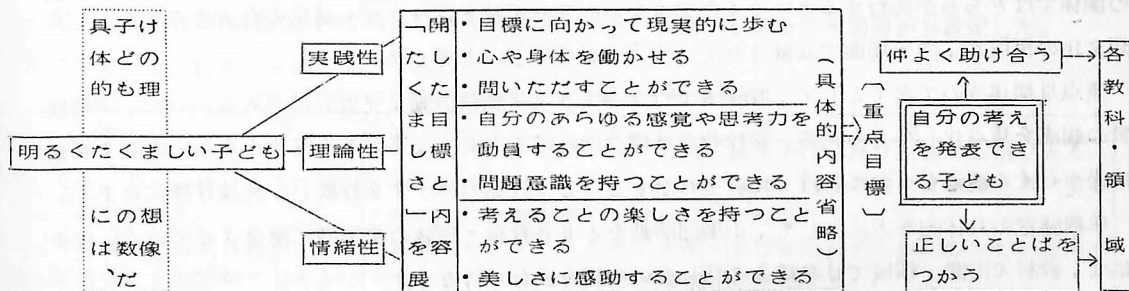 具体的には、
子どものだ
けの理想像
明るくたくましい子ども
実践性
理論性
情緒性
一たくましさ一を展
開した目標と内容
・目標に向かって現実的に歩む
・心や身体を働かせる
・問いただすことができる
・自分のあらゆる感覚や思考力を
動員することができる
・問題意識を持つことができる
・考えることの楽しさを持つこと
ができる
・美しさに感動することができる
(具体的内容省略)
重点目標
仲よく助け合う
自分の考え
を発表でき
る子ども
正しいことばを
つかう
各教科・領域